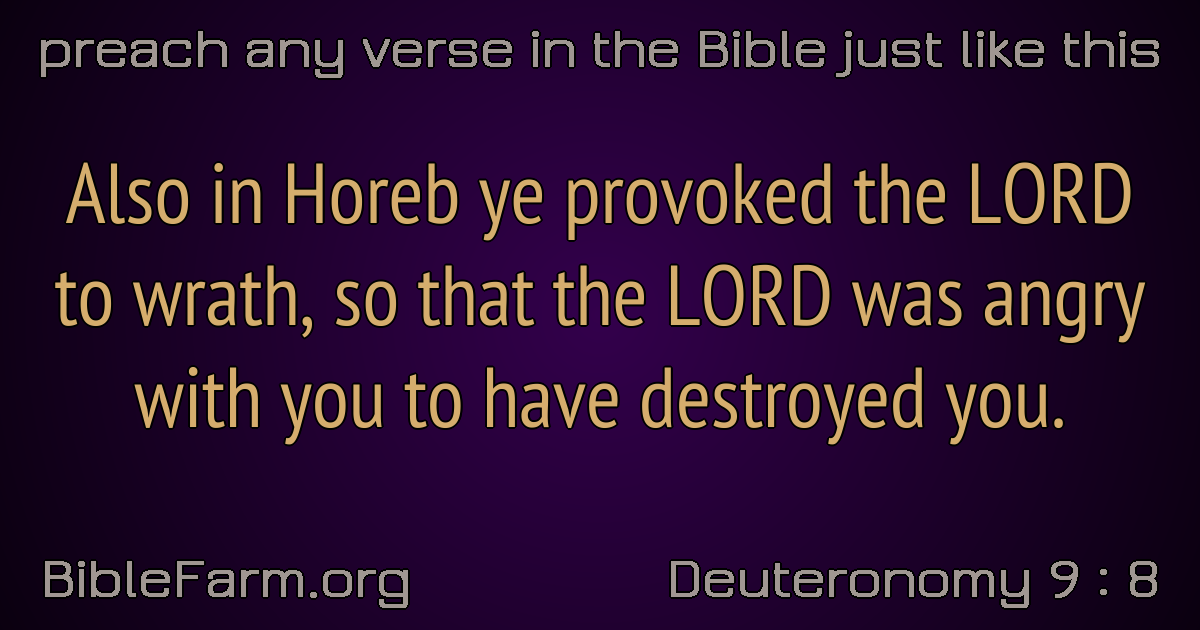 preach any verse in the Bible just like this
Also in Horeb ye provoked the LORD
to wrath, so that the LORD was angry
with you to have destroyed you.
BibleFarm.org
Deuteronomy 9 : 8